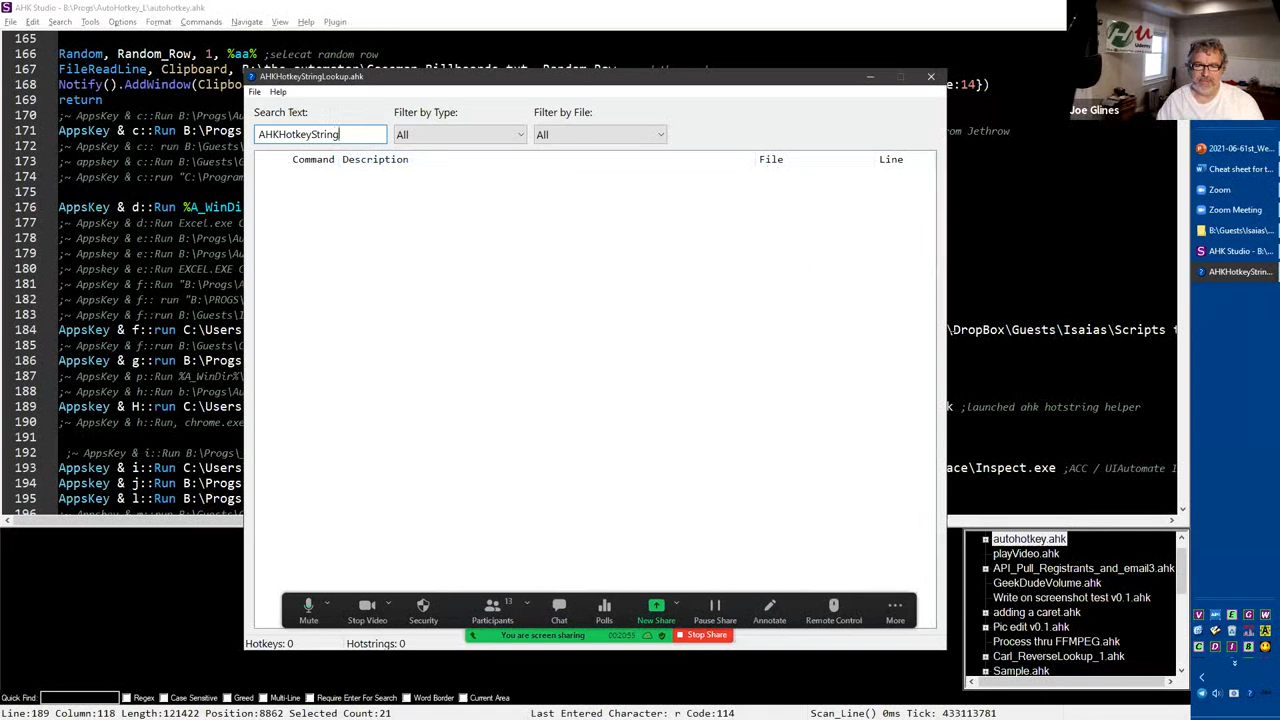 AHK Studio - B:\Progs\AutoHotkey_L\autohotkey.ahk
File Edit Search Tools Options Commands Navigate View Help Plugin
165
166 Random, Random_Row, 1, %aa% ;selecat random row
167 FileReadLine, Clipboard,
168 Notify().AddWindow(Clipbo
e:14})
169 return
170 ;~ AppsKey & c::Run B:\Prog
171 AppsKey & c::Run B:\Progs
om Jethrow
172 ;~ AppsKey & c:: run B:\Gue
173 ;~ appskey & c::Run B:\Gues
174 ;~ Appskey & c::run "C:\Program
175
176 AppsKey & d::Run %A_WinDi
177 ;~ AppsKey & d::Run Excel.exe C
178 ;~ AppsKey & e::Run B:\Progs\Au
179 ;~ AppsKey & e::Run B:\Progs\Au
180 ;~ AppsKey & e::Run EXCEL.EXE C
181 ;~ AppsKey & f::Run "B:\Progs\A
182 ;~ AppsKey & f:: run "B:\PROGS\
183 ;~ AppsKey & f::run B:\Guests\I
184 AppsKey & f::run C:\Users
\DropBox\Guests\Isaias\Scripts t
185 ;~ AppsKey & f::Run B:\Guests\
186 AppsKey & g::run B:\Progs
187 ;~ AppsKey & p::Run %A_WinDir%\
188 ;~ AppsKey & h::Run b:\Progs\Au
189 AppsKey & H::Run B:\Progs
k ;launched ahk hotstring helper
190 ;~ AppsKey & h::Run, chrome.exe
191
192 ;~ AppsKey & i::Run B:\Progs\_
193 AppsKey & i::Run C:\Users
ace\Inspect.exe ;ACC / UIAutomate I
194 AppsKey & j::Run B:\Progs
195 AppsKey & l::Run B:\Progs
196
AHKHotkeyStringLookup.ahk
File Help
Search Text: Filter by Type: Filter by File:
AHKHotkeyString All All
Command Description File Line
Hotkeys: 0 Hotstrings: 0
Mute Stop Video Security Participants 13 Chat Polls New Share Pause Share Annotate Remote Control More
You are screen sharing 00:20:55 Stop Share
Joe Glines
Udemy
2021-06-61st_We...
Cheat sheet for t...
Zoom
Zoom Meeting
B:\Guests\Isaias\...
AHK Studio - B:\...
AHKHotkeyStrin...
autohotkey.ahk
playVideo.ahk
API_Pull_Registrants_and_email3.ahk
GeekDudeVolume.ahk
Write on screenshot test v0.1.ahk
adding a caret.ahk
Pic edit v0.1.ahk
Process thru FFMPEG.ahk
Carl_ReverseLookup_1.ahk
Sample.ahk
Quick Find: Regex Case Sensitive Greed Multi-Line Require Enter For Search Word Border Current Area
Line:189 Column:118 Length:121422 Position:8862 Selected Count:21 Last Entered Character: r Code:114 Scan_Line() 0ms Tick: 433113781